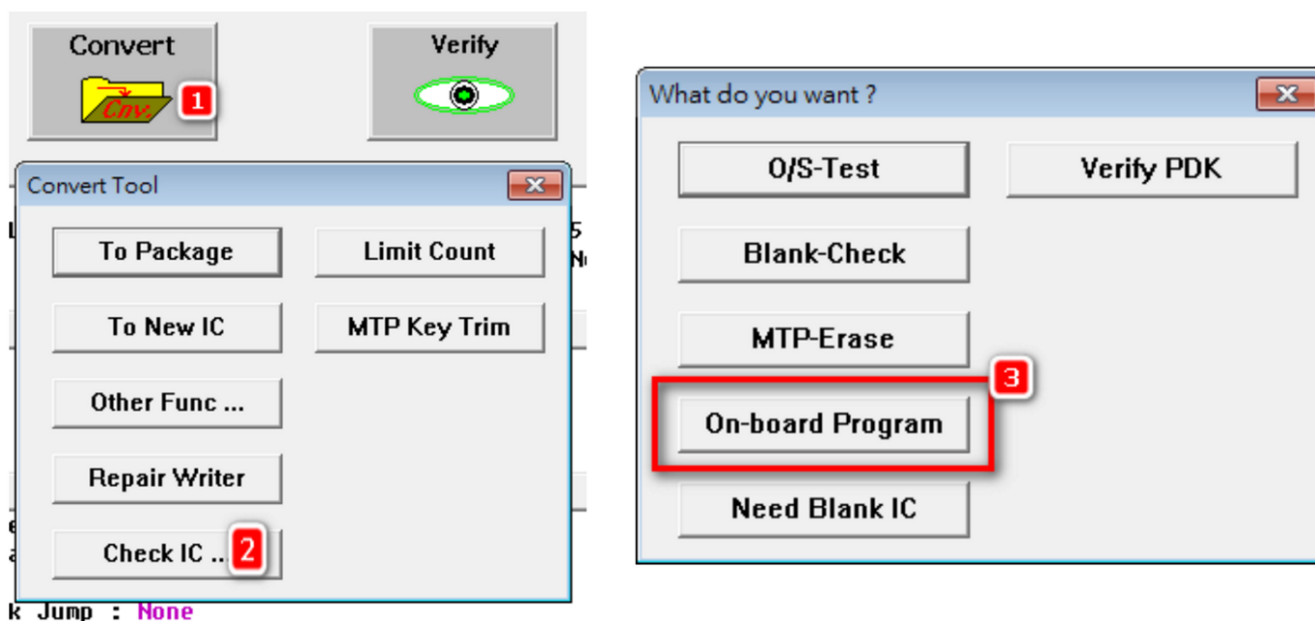 Convert
Cnv.
1
Verify
Convert Tool
To Package
Limit Count
To New IC
MTP Key Trim
Other Func ...
Repair Writer
Check IC ...
2
k Jump : None
What do you want ?
O/S-Test
Verify PDK
Blank-Check
MTP-Erase
3
On-board Program
Need Blank IC